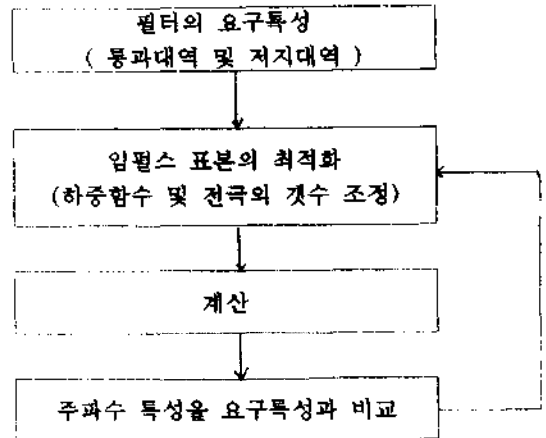 필터의 요구특성
( 통과대역 및 저지대역 )
임펄스 표본의 최적화
(하중함수 및 전극의 갯수 조정)
계산
주파수 특성을 요구특성과 비교